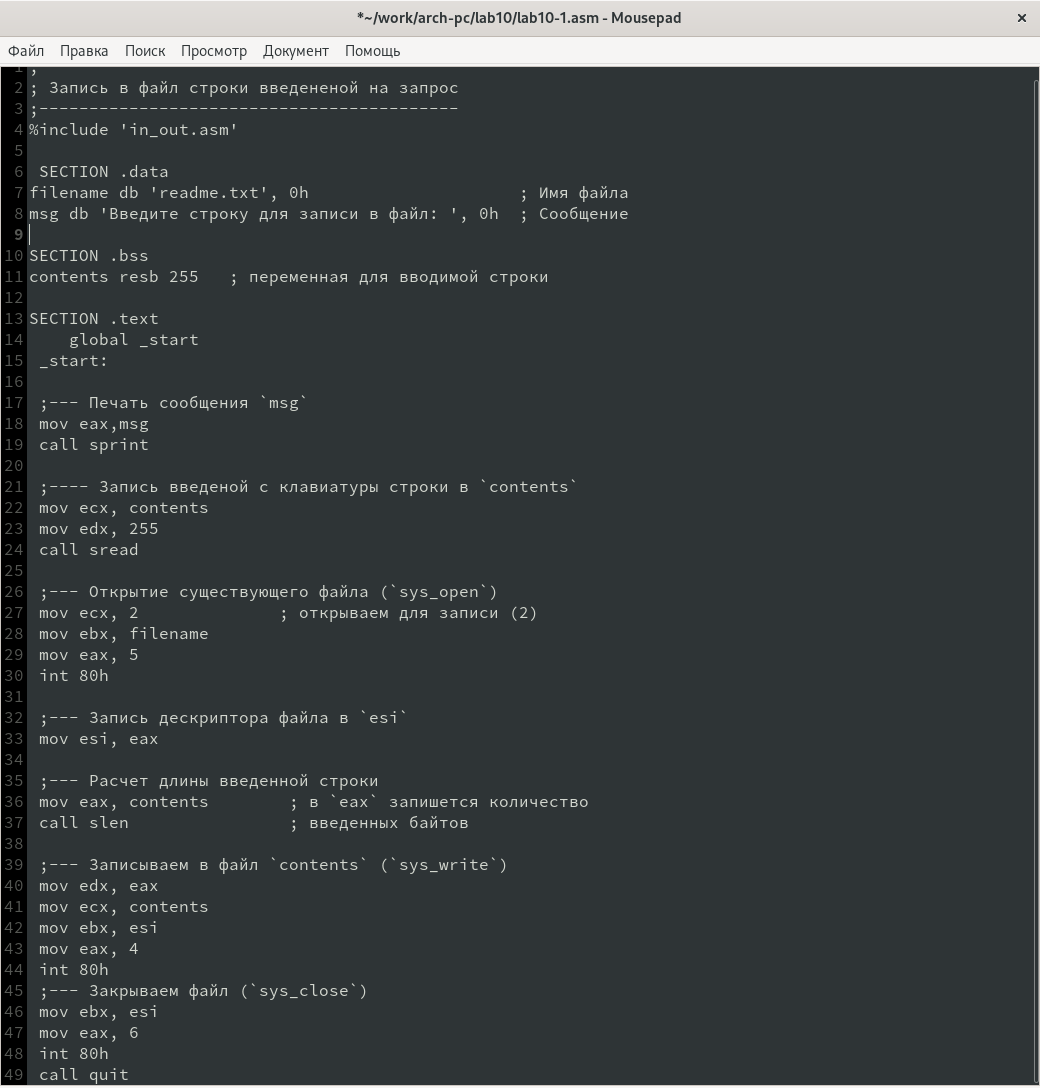 *~/work/arch-pc/lab10/lab10-1.asm - Mousepad ×
Файл Правка Поиск Просмотр Документ Помощь
1 ;
2 ; Запись в файл строки введененой на запрос
3 ;------------------------------------------
4 %include 'in_out.asm'
5
6 SECTION .data
7 filename db 'readme.txt', 0h ; Имя файла
8 msg db 'Введите строку для записи в файл: ', 0h ; Сообщение
9
10 SECTION .bss
11 contents resb 255 ; переменная для вводимой строки
12
13 SECTION .text
14 global _start
15 _start:
16
17 ;--- Печать сообщения `msg`
18 mov eax,msg
19 call sprint
20
21 ;---- Запись введеной с клавиатуры строки в `contents`
22 mov ecx, contents
23 mov edx, 255
24 call sread
25
26 ;--- Открытие существующего файла (`sys_open`)
27 mov ecx, 2 ; открываем для записи (2)
28 mov ebx, filename
29 mov eax, 5
30 int 80h
31
32 ;--- Запись дескриптора файла в `esi`
33 mov esi, eax
34
35 ;--- Расчет длины введенной строки
36 mov eax, contents ; в `eax` запишется количество
37 call slen ; введенных байтов
38
39 ;--- Записываем в файл `contents` (`sys_write`)
40 mov edx, eax
41 mov ecx, contents
42 mov ebx, esi
43 mov eax, 4
44 int 80h
45 ;--- Закрываем файл (`sys_close`)
46 mov ebx, esi
47 mov eax, 6
48 int 80h
49 call quit